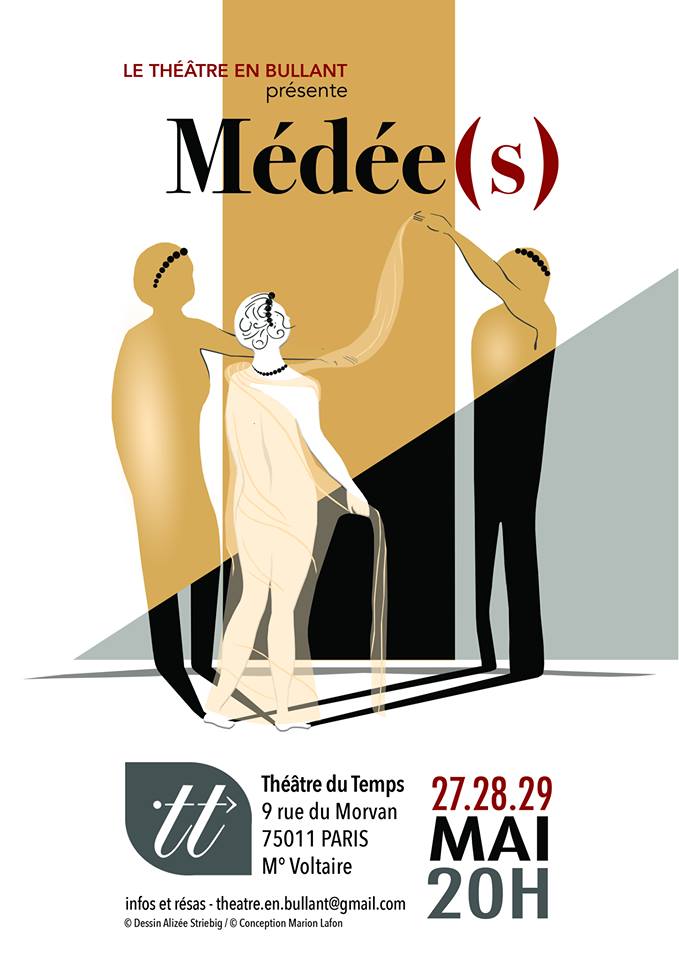 LE THÉÂTRE EN BULLANT
présente
Médée(s)
tt
Théâtre du Temps
9 rue du Morvan
75011 PARIS
M° Voltaire
27.28.29
MAI
20H
infos et résas - theatre.en.bullant@gmail.com
© Dessin Alizée Striebig / © Conception Marion Lafon